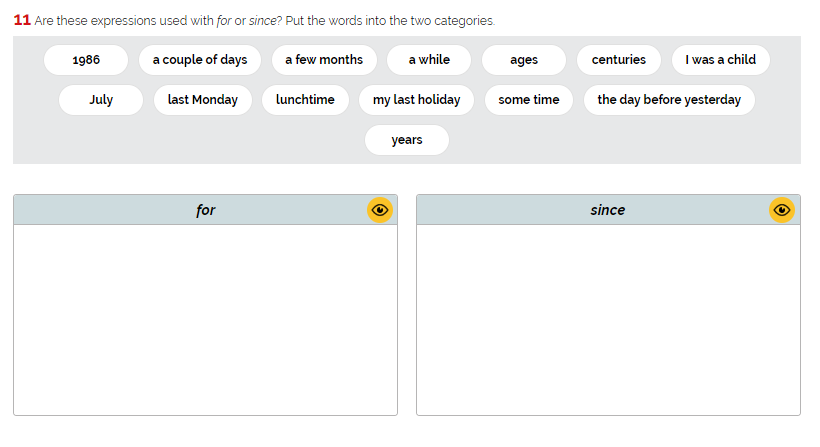 11 Are these expressions used with for or since? Put the words into the two categories.
1986 a couple of days a few months a while ages centuries I was a child
July last Monday lunchtime my last holiday some time the day before yesterday
years
for since